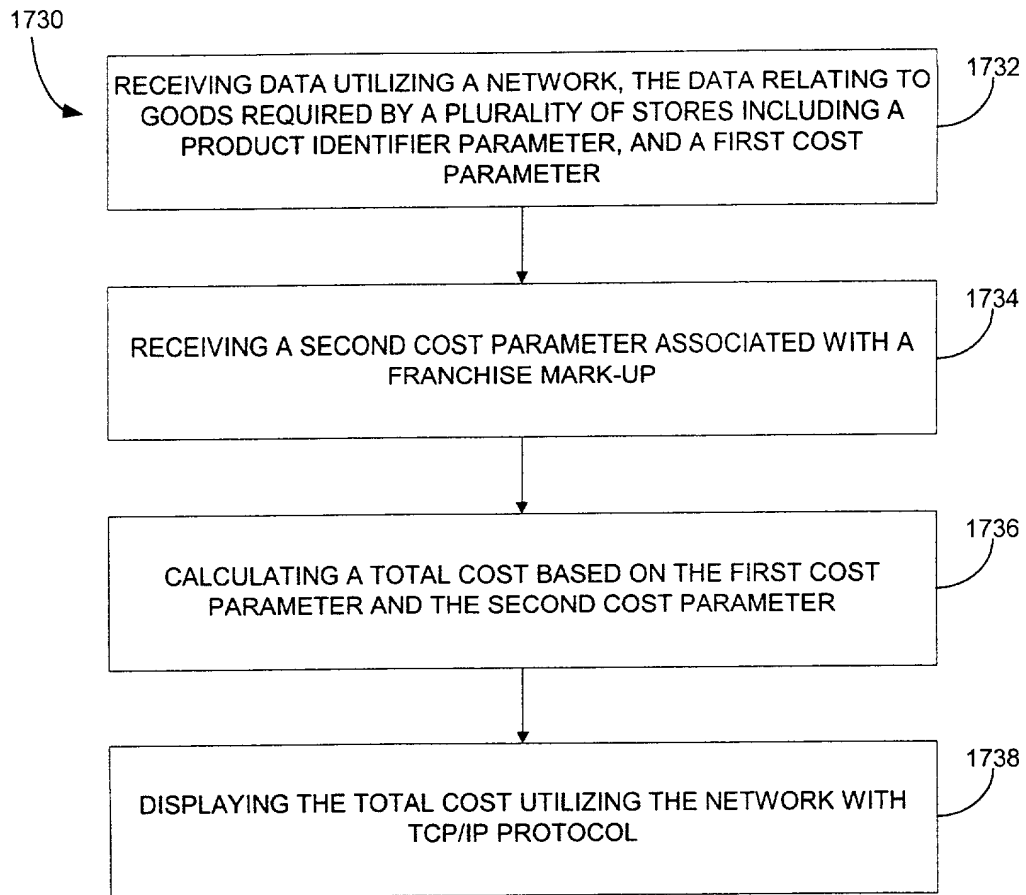 1730
RECEIVING DATA UTILIZING A NETWORK, THE DATA RELATING TO
GOODS REQUIRED BY A PLURALITY OF STORES INCLUDING A
PRODUCT IDENTIFIER PARAMETER, AND A FIRST COST
PARAMETER
1732
RECEIVING A SECOND COST PARAMETER ASSOCIATED WITH A
FRANCHISE MARK-UP
1734
CALCULATING A TOTAL COST BASED ON THE FIRST COST
PARAMETER AND THE SECOND COST PARAMETER
1736
DISPLAYING THE TOTAL COST UTILIZING THE NETWORK WITH
TCP/IP PROTOCOL
1738